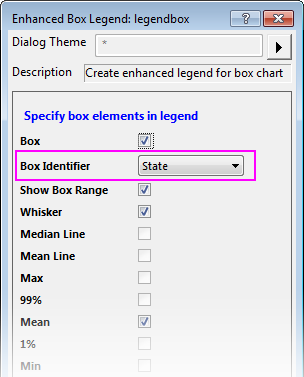 Enhanced Box Legend: legendbox ?
Dialog Theme *
Description Create enhanced legend for box chart
Specify box elements in legend
Box
Box Identifier State
Show Box Range
Whisker
Median Line
Mean Line
Max
99%
Mean
1%
Min